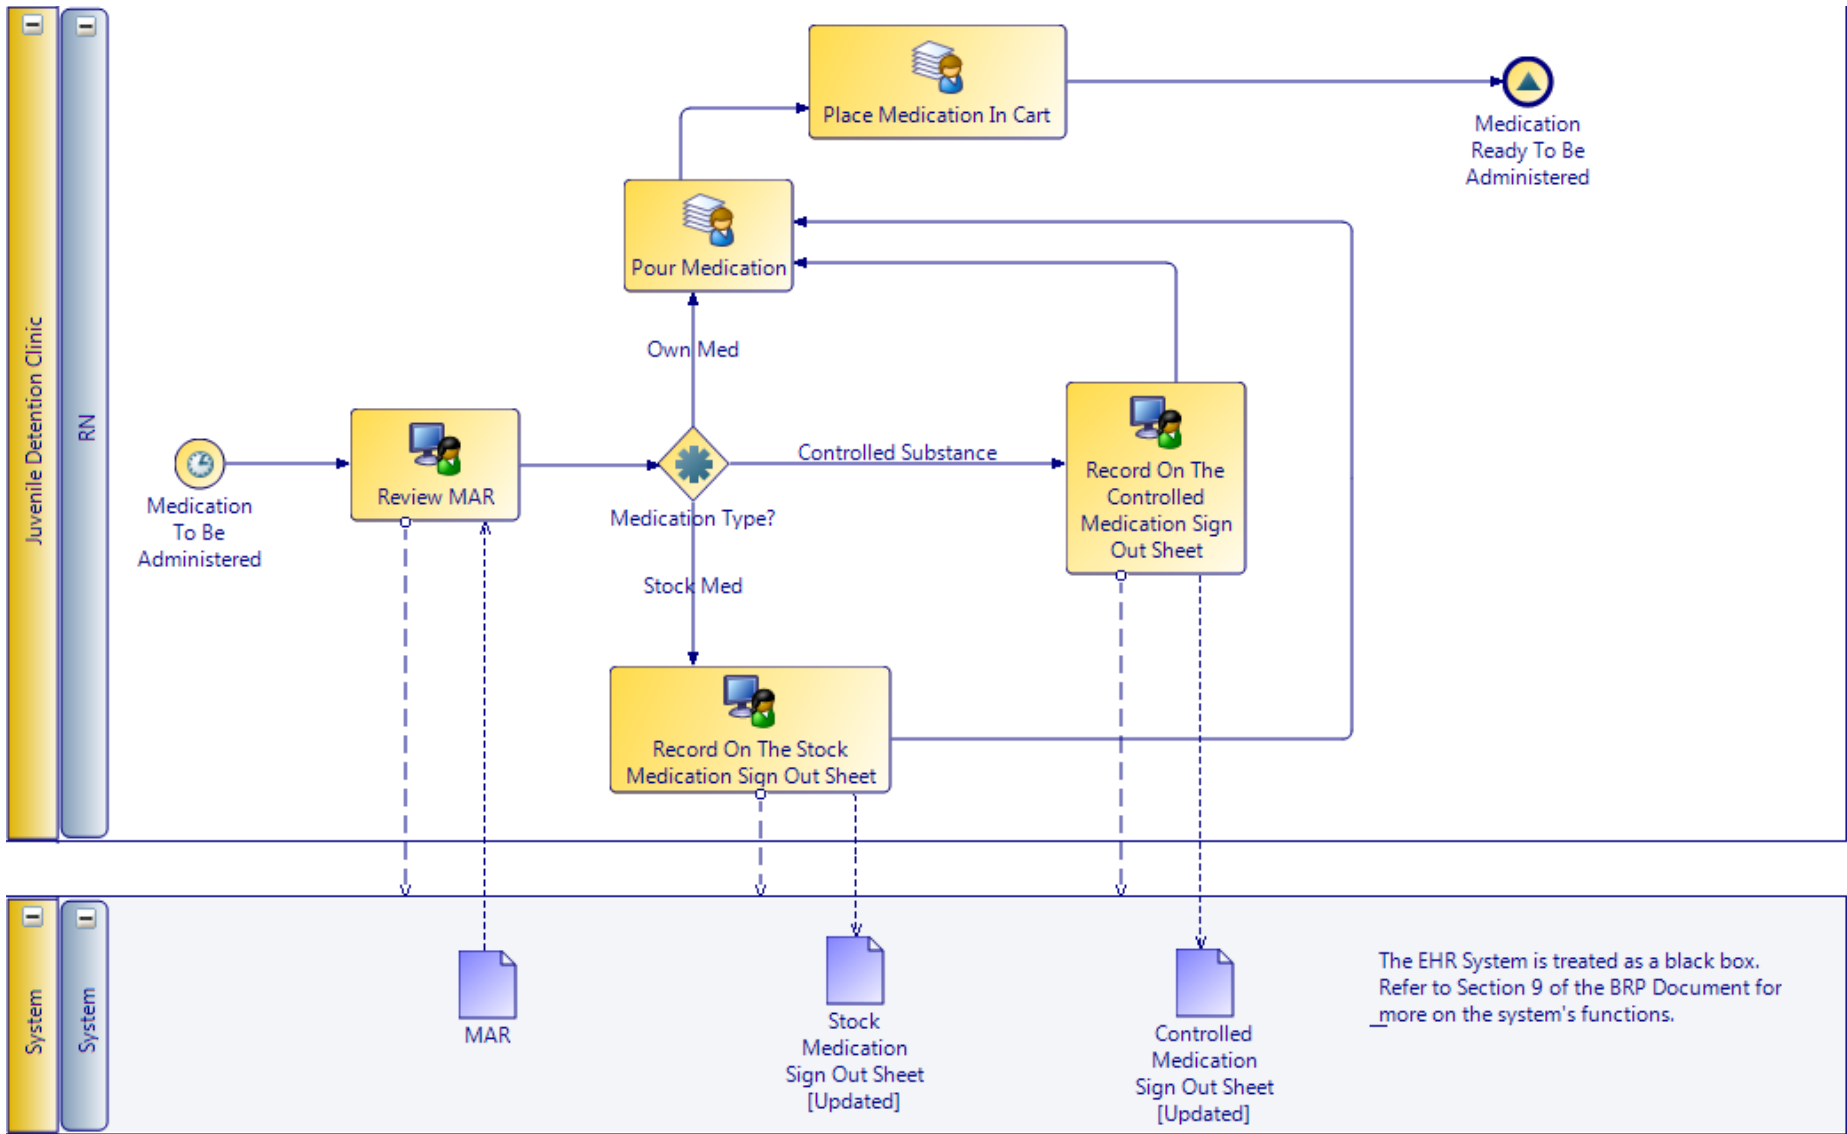 Juvenile Detention Clinic
RN
Place Medication In Cart
Medication
Ready To Be
Administered
Pour Medication
Own Med
Medication
To Be
Administered
Review MAR
Controlled Substance
Medication Type?
Record On The
Controlled
Medication Sign
Out Sheet
Stock Med
Record On The Stock
Medication Sign Out Sheet
System
System
MAR
Stock
Medication
Sign Out Sheet
[Updated]
Controlled
Medication
Sign Out Sheet
[Updated]
The EHR System is treated as a black box.
Refer to Section 9 of the BRP Document for
more on the system's functions.